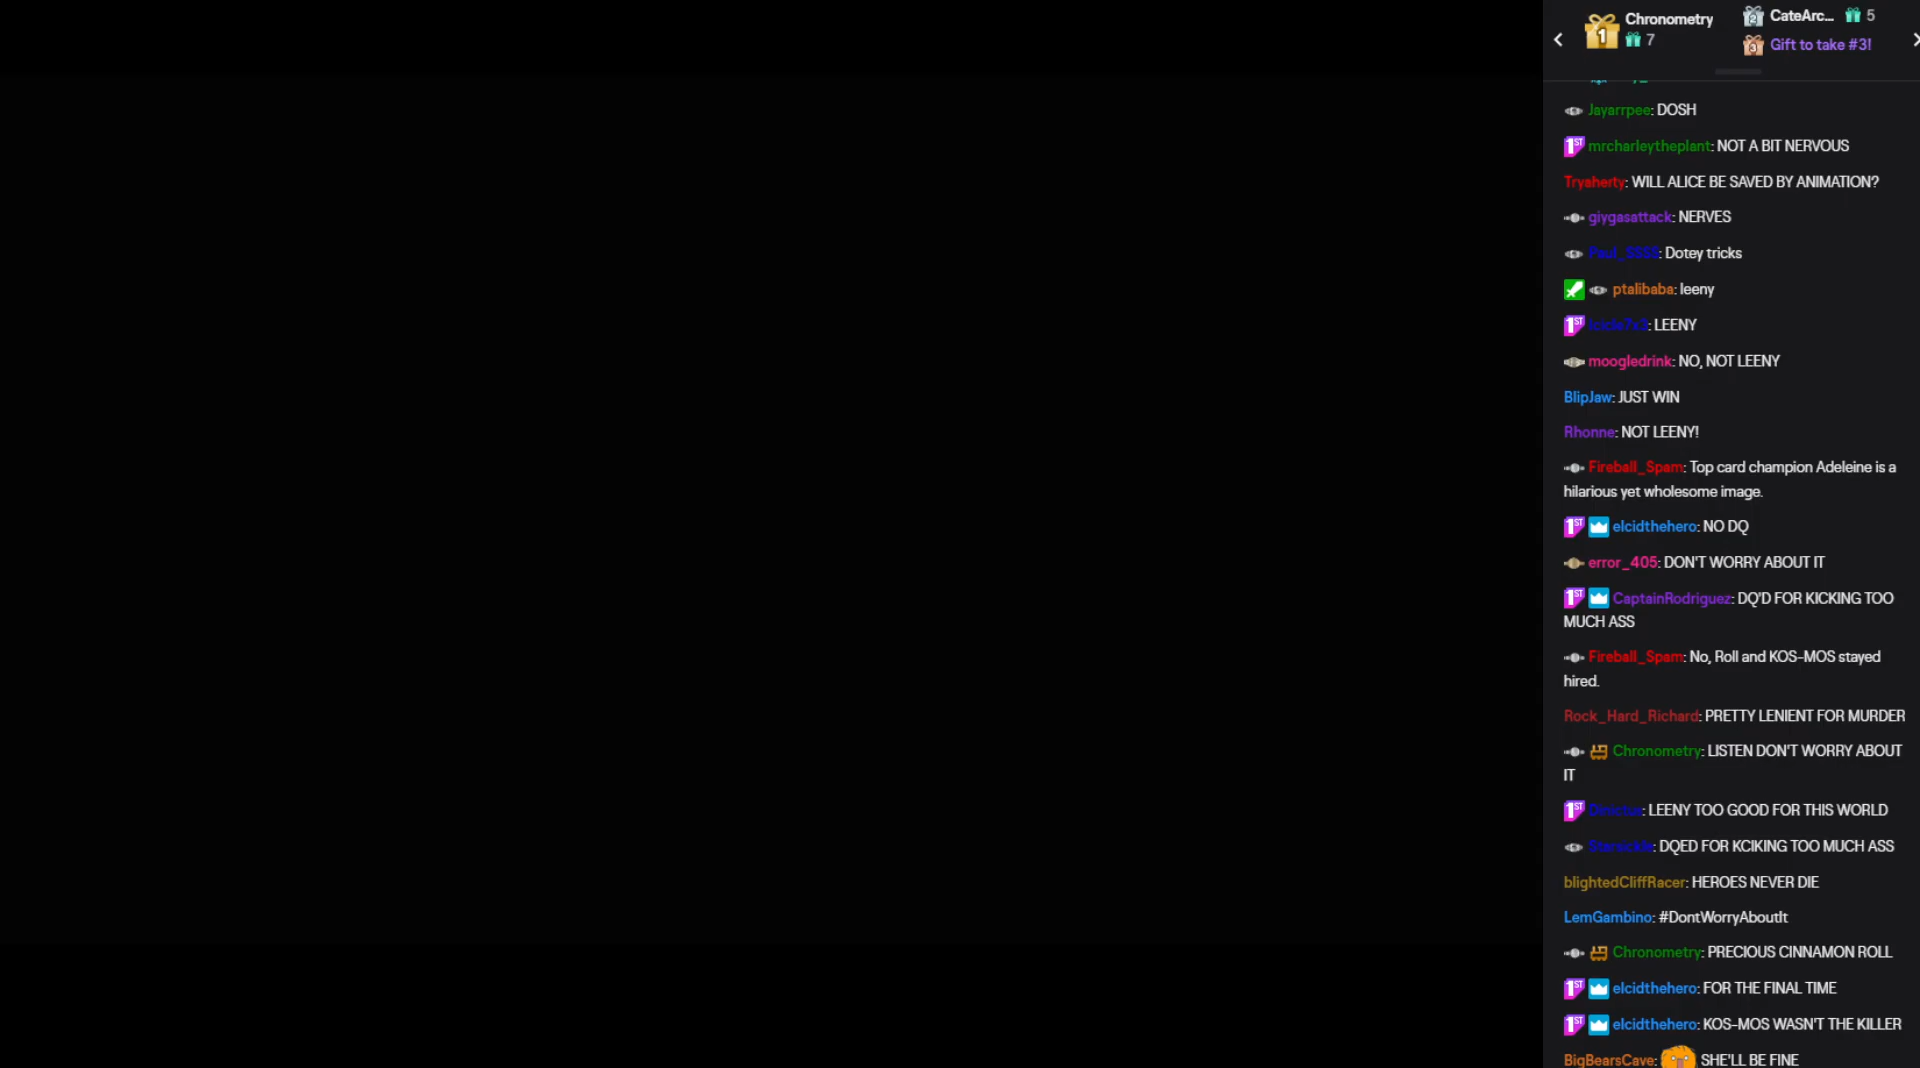 Chronometry
7
CateArc... 5
Gift to take #3!
Jayarrpee: DOSH
mrcharleytheplant: NOT A BIT NERVOUS
Tryaherty: WILL ALICE BE SAVED BY ANIMATION?
giygasattack: NERVES
Paul_SSSS: Dotey tricks
ptalibaba: leeny
: LEENY
moogledrink: NO, NOT LEENY
BlipJaw: JUST WIN
Rhonne: NOT LEENY!
Fireball_Spam: Top card champion Adeleine is a
hilarious yet wholesome image.
elcidthehero: NO DQ
error_405: DON'T WORRY ABOUT IT
CaptainRodriguez: DQ'D FOR KICKING TOO
MUCH ASS
Fireball_Spam: No, Roll and KOS-MOS stayed
hired.
Rock_Hard_Richard: PRETTY LENIENT FOR MURDER
Chronometry: LISTEN DON'T WORRY ABOUT
IT
: LEENY TOO GOOD FOR THIS WORLD
Starsickle: DQED FOR KCIKING TOO MUCH ASS
blightedCliffRacer: HEROES NEVER DIE
LemGambino: #DontWorryAboutIt
Chronometry: PRECIOUS CINNAMON ROLL
elcidthehero: FOR THE FINAL TIME
elcidthehero: KOS-MOS WASN'T THE KILLER
BigBearsCave: SHE'LL BE FINE